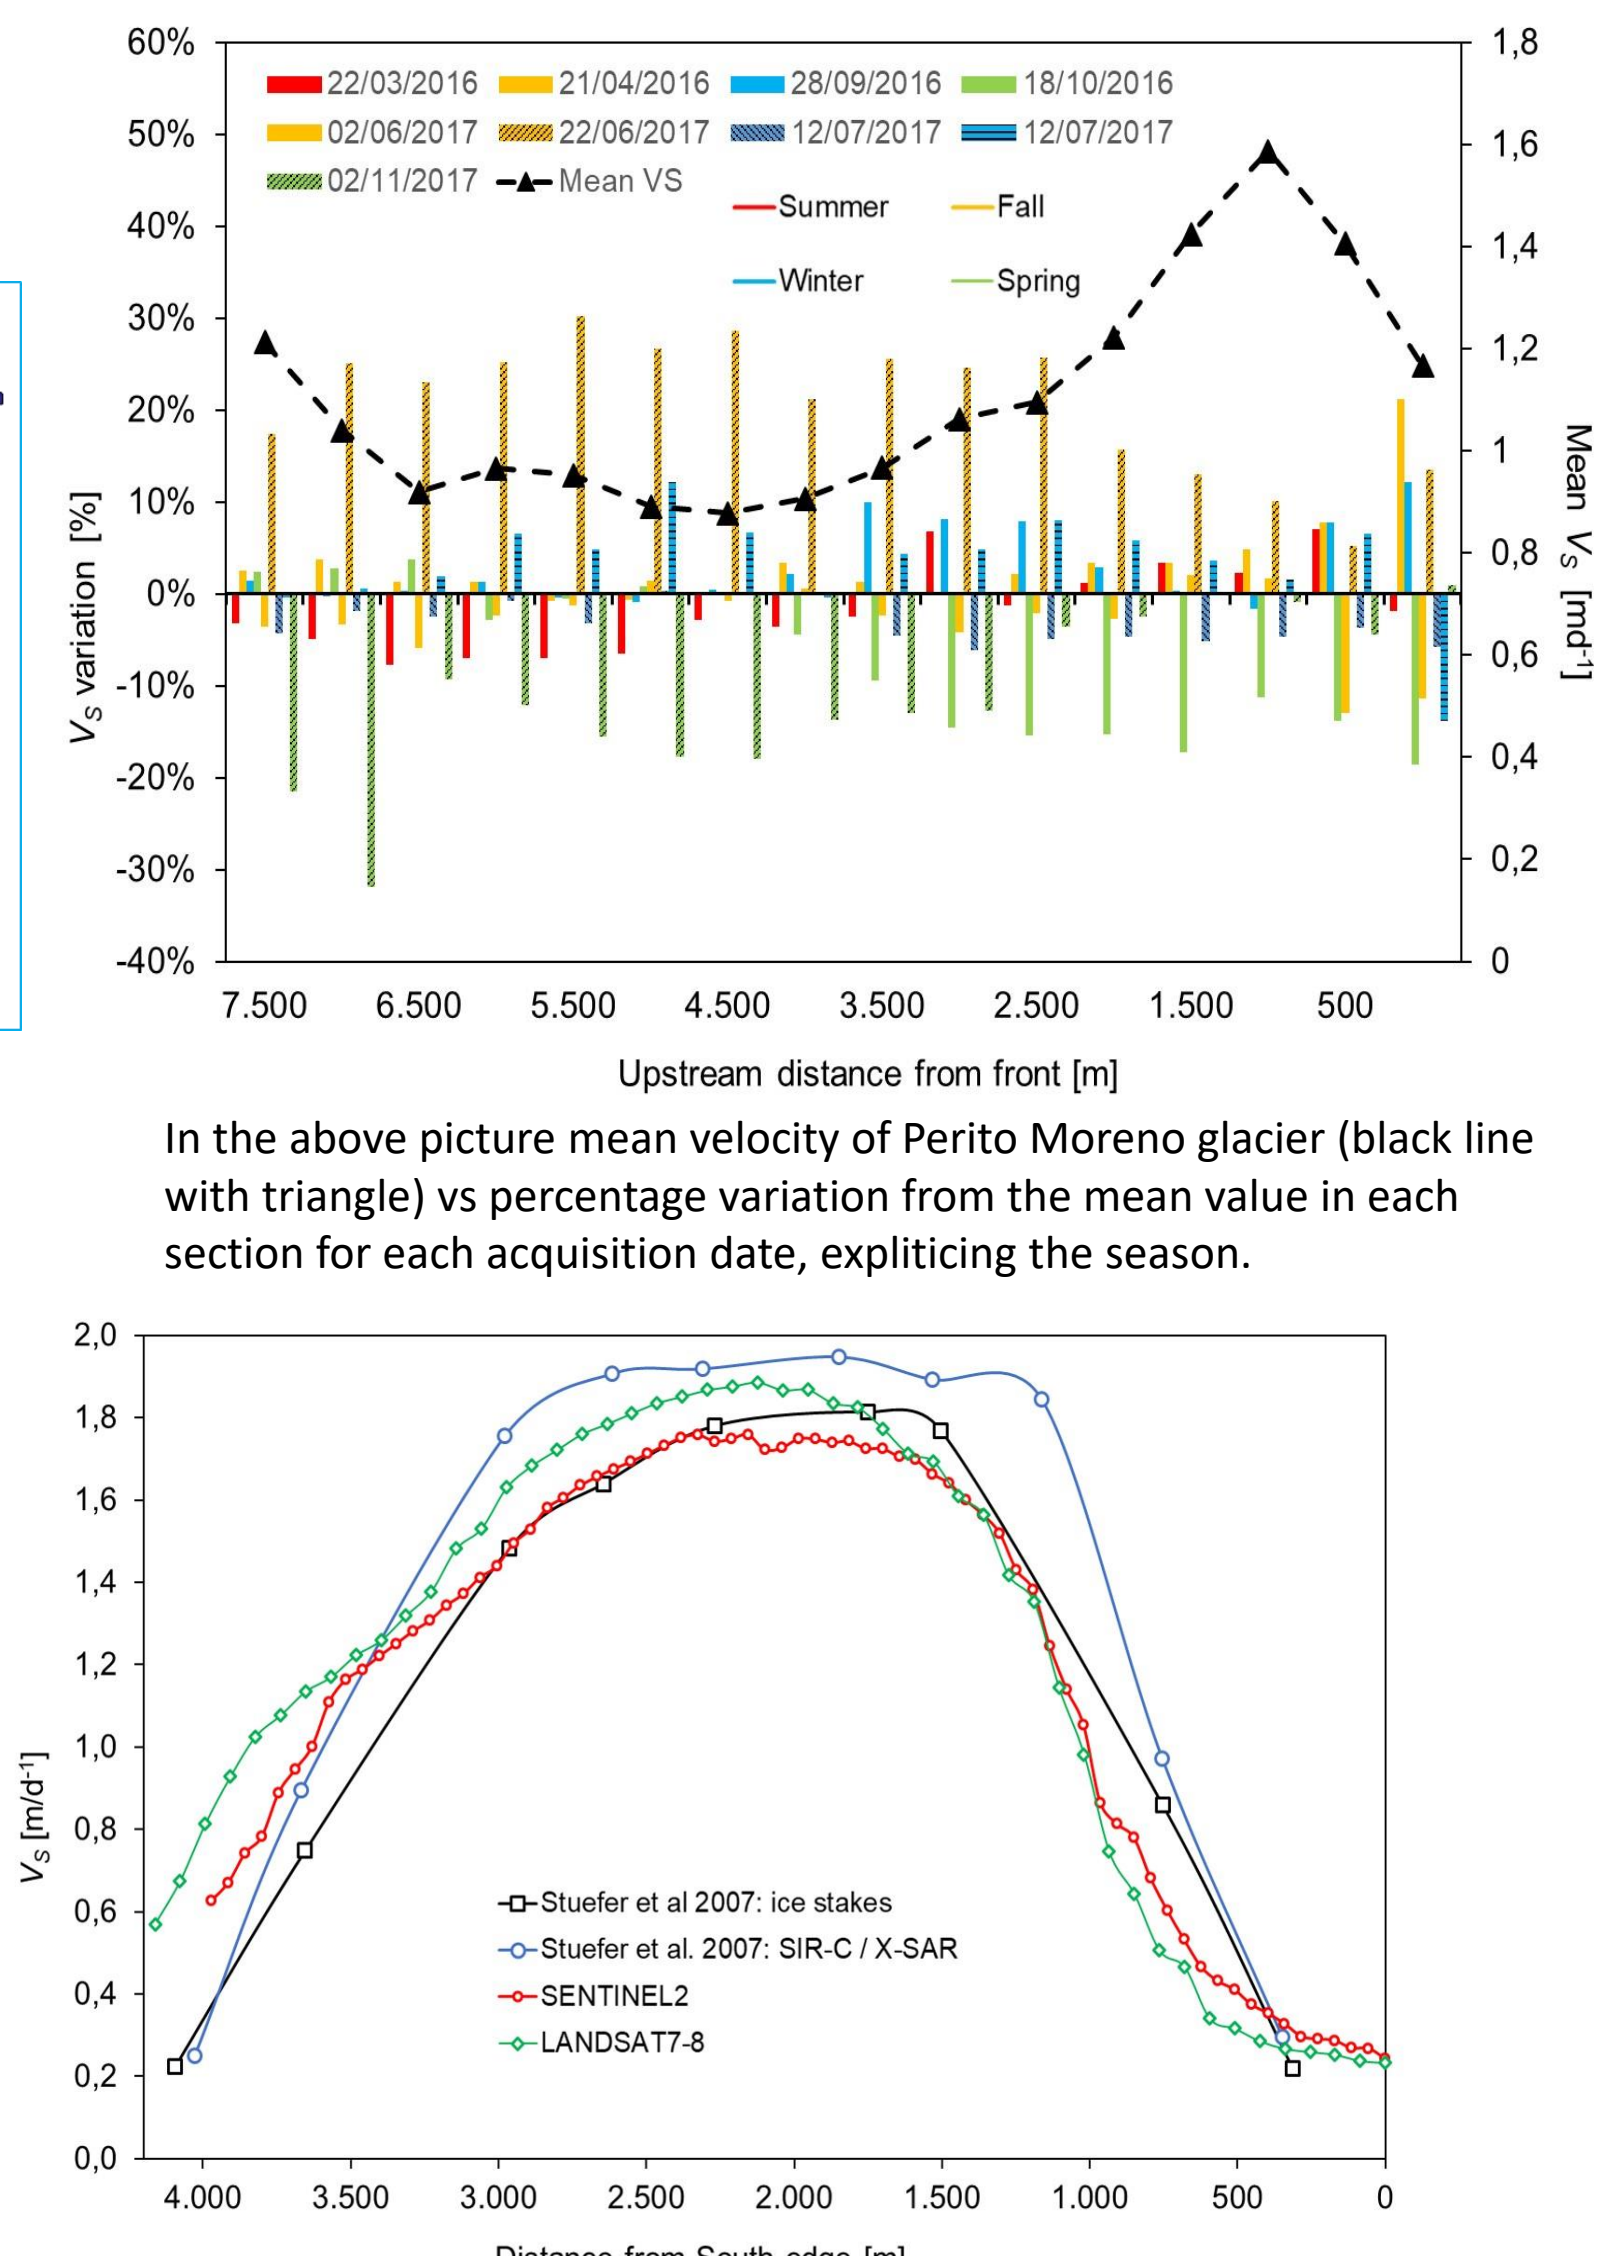 60%
50%
40%
30%
20%
10%
0%
-10%
-20%
-30%
-40%
1,8
1,6
1,4
1,2
1
0,8
0,6
0,4
0,2
0
22/03/2016 21/04/2016 28/09/2016 18/10/2016
02/06/2017 22/06/2017 12/07/2017 12/07/2017
02/11/2017 Mean VS
Summer Fall
Winter Spring
VS variation [%]
Mean VS [md-1]
7.500 6.500 5.500 4.500 3.500 2.500 1.500 500
Upstream distance from front [m]
In the above picture mean velocity of Perito Moreno glacier (black line
with triangle) vs percentage variation from the mean value in each
section for each acquisition date, expliticing the season.
2,0
1,8
1,6
1,4
1,2
1,0
0,8
0,6
0,4
0,2
0,0
VS [m/d-1]
Stuefer et al 2007: ice stakes
Stuefer et al. 2007: SIR-C / X-SAR
SENTINEL2
LANDSAT7-8
4.000 3.500 3.000 2.500 2.000 1.500 1.000 500 0
Distance from South edge [m]